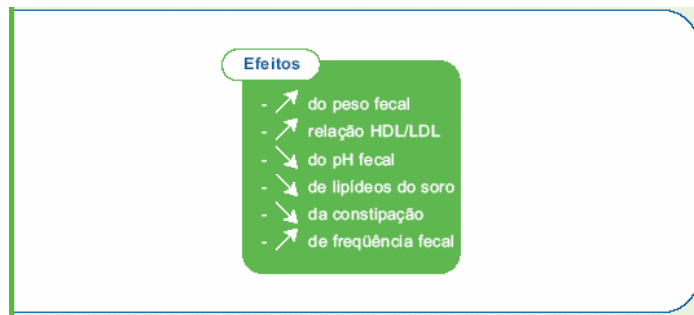 Efeitos
- ↗ do peso fecal
- ↗ relação HDL/LDL
- ↘ do pH fecal
- ↘ de lipídeos do soro
- ↘ da constipação
- ↗ de freqüência fecal